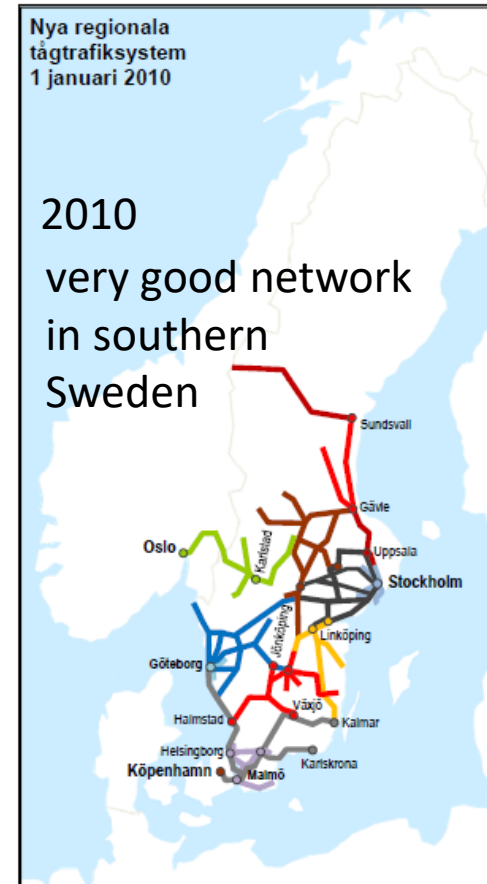 Nya regionala
tågtrafiksystem
1 januari 2010
2010
very good network
in southern
Sweden
Sundsvall
Gävle
Oslo
Karlstad
Uppsala
Stockholm
Jönköping
Linköping
Göteborg
Växjö
Halmstad
Kalmar
Helsingborg
Karlskrona
Köpenhamn
Malmö